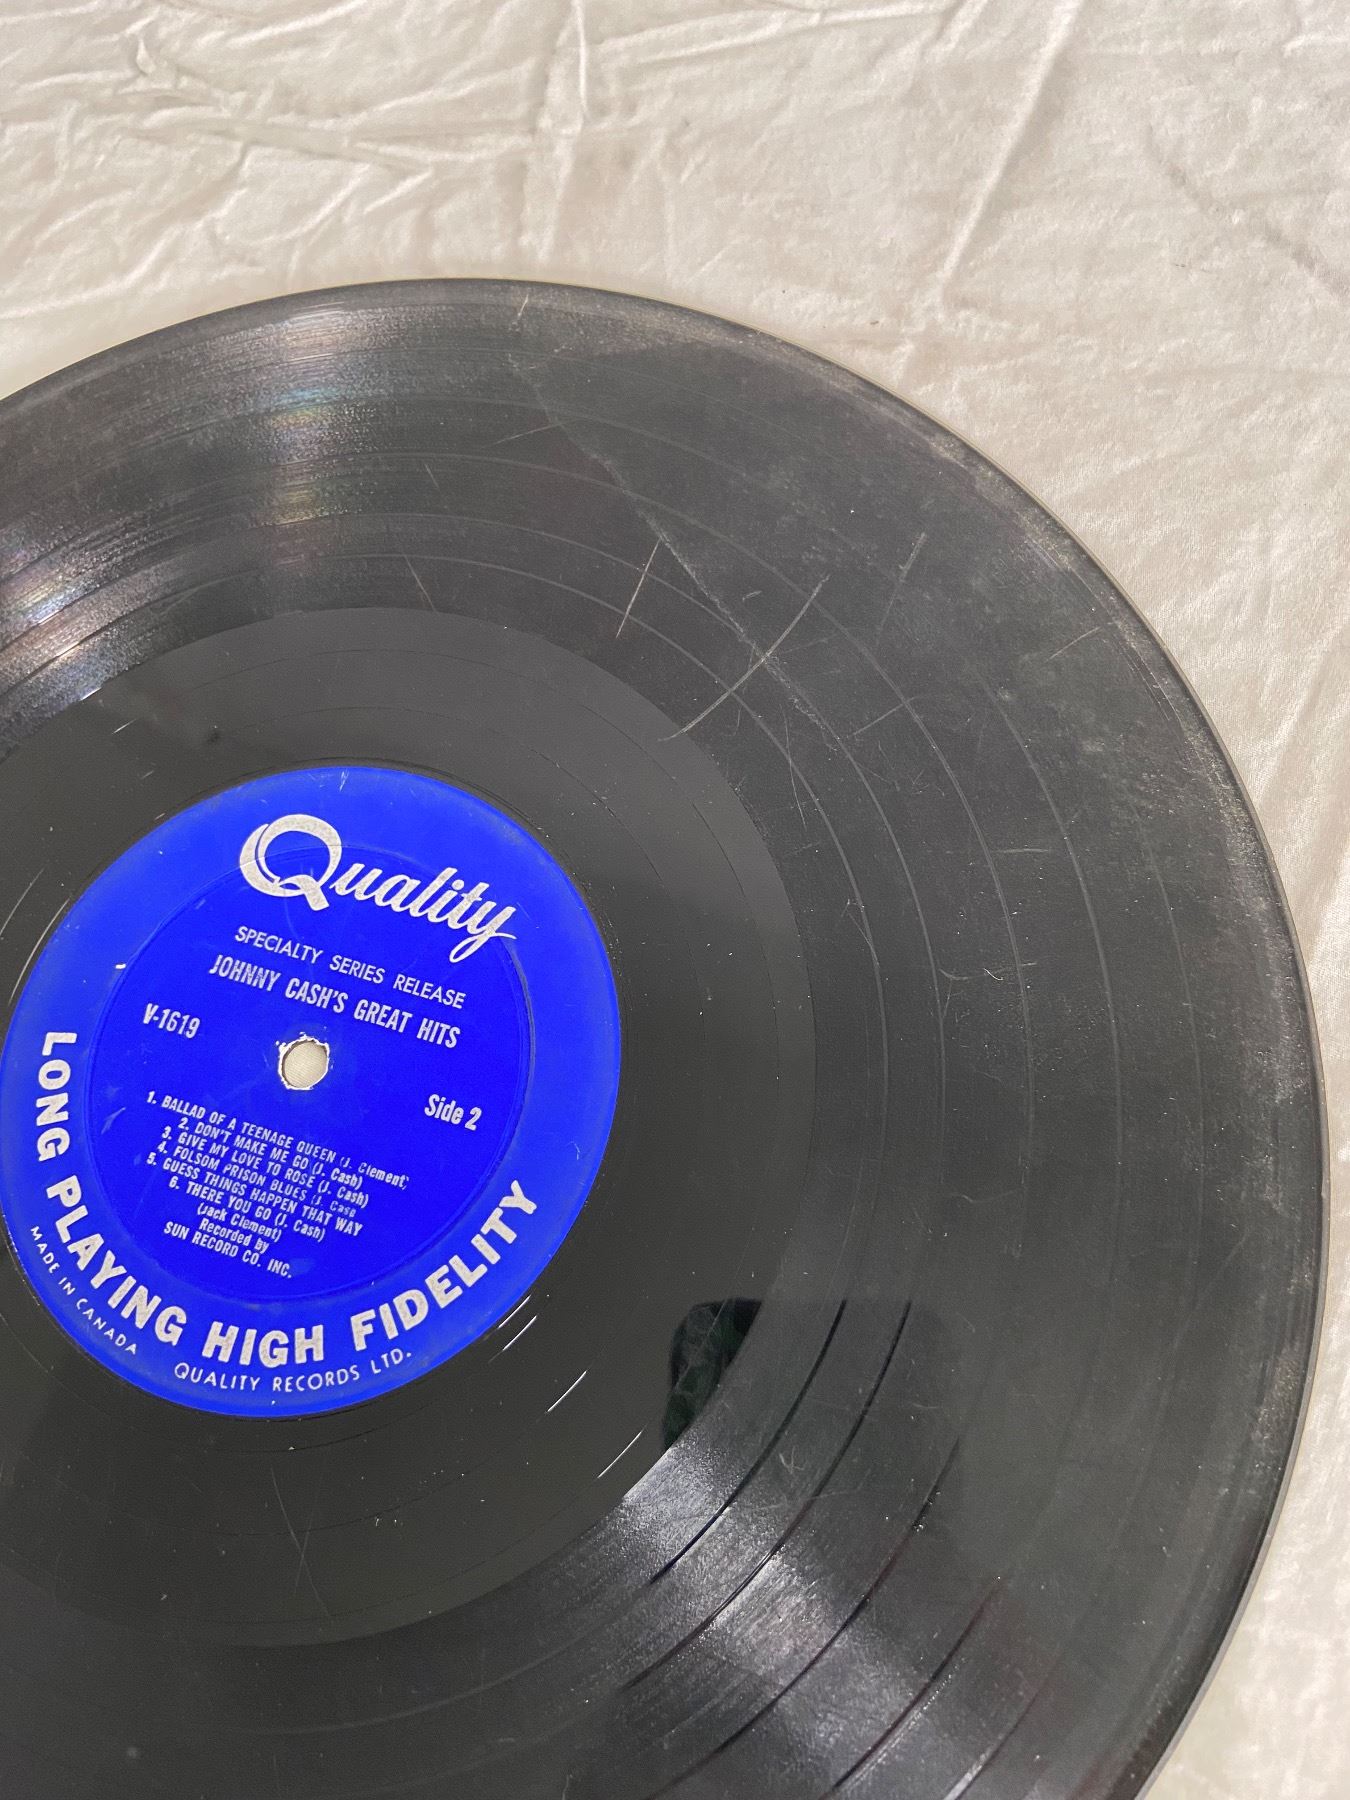 Quality
SPECIALTY SERIES RELEASE
JOHNNY CASH'S GREAT HITS
V-1619
Side 2
1. BALLAD OF A TEENAGE QUEEN (J. Clement)
2. DON'T MAKE ME GO (J. Cash)
3. GIVE MY LOVE TO ROSE (J. Cash)
4. FOLSOM PRISON BLUES (J. Cash
5. GUESS THINGS HAPPEN THAT WAY
6. THERE YOU GO (J. Cash)
(Jack Clement)
Recorded by
SUN RECORD CO. INC.
LONG PLAYING HIGH FIDELITY
MADE IN CANADA QUALITY RECORDS LTD.